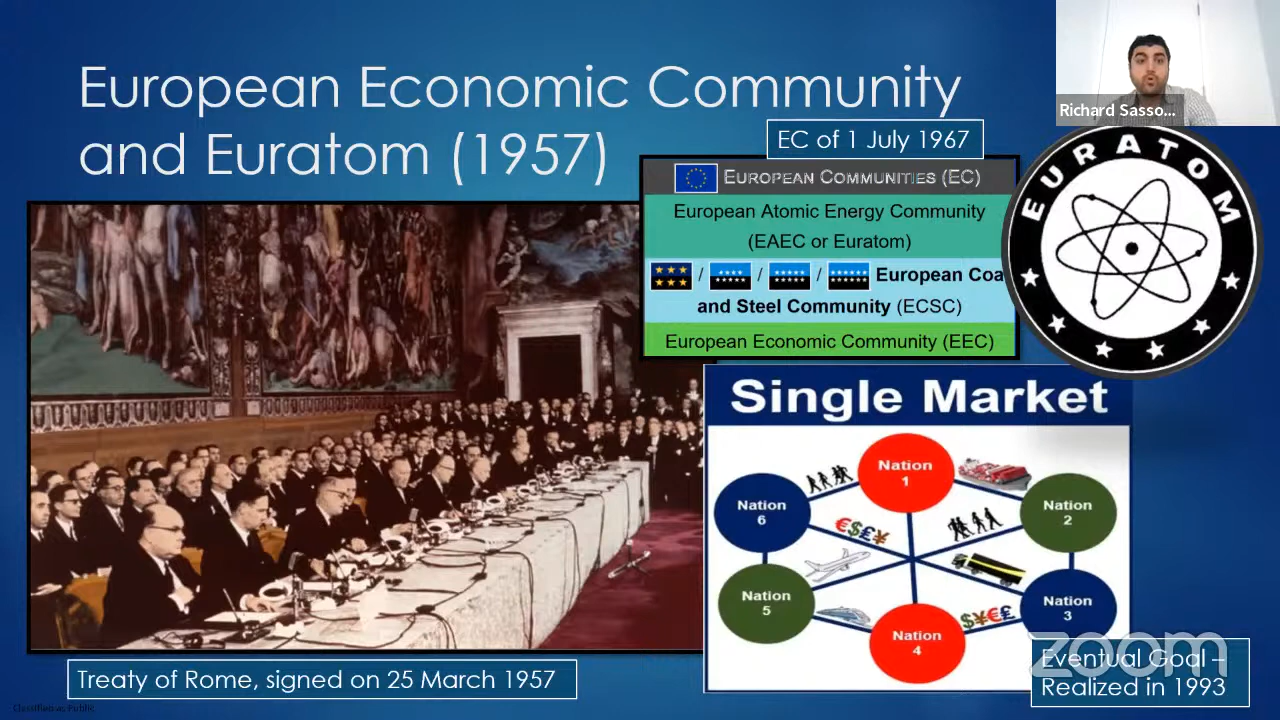 European Economic Community
and Euratom (1957)
Richard Sasso...
EC of 1 July 1967
EUROPEAN COMMUNITIES (EC)
European Atomic Energy Community
(EAEC or Euratom)
/ / / European Coa
and Steel Community (ECSC)
European Economic Community (EEC)
EURATOM
Single Market
Nation
1
Nation
2
Nation
3
Nation
4
Nation
5
Nation
6
€$£¥
$¥€£
Treaty of Rome, signed on 25 March 1957
zoom
Eventual Goal –
Realized in 1993
Classified as Public